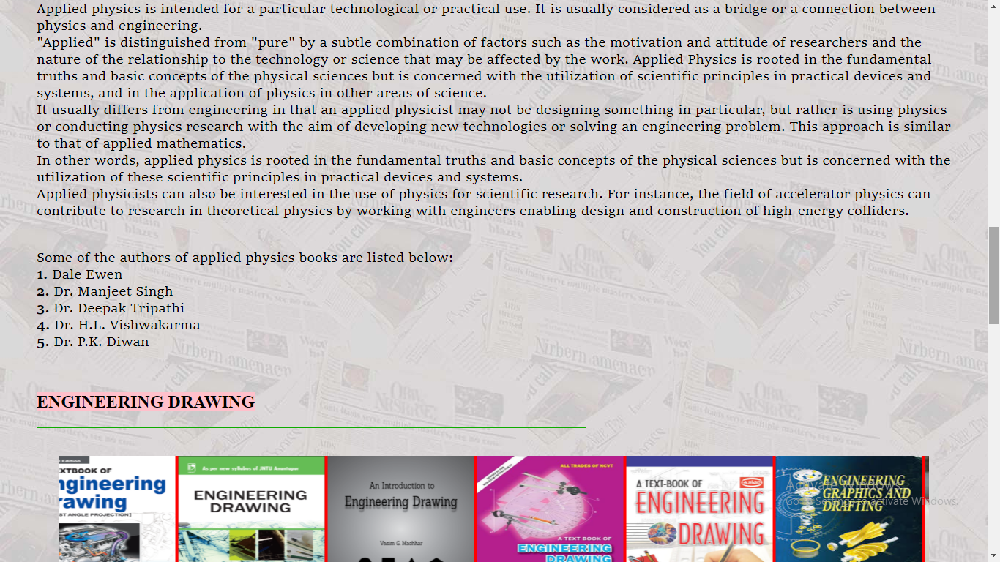 Applied physics is intended for a particular technological or practical use. It is usually considered as a bridge or a connection between
physics and engineering.
"Applied" is distinguished from "pure" by a subtle combination of factors such as the motivation and attitude of researchers and the
nature of the relationship to the technology or science that may be affected by the work. Applied Physics is rooted in the fundamental
truths and basic concepts of the physical sciences but is concerned with the utilization of scientific principles in practical devices and
systems, and in the application of physics in other areas of science.
It usually differs from engineering in that an applied physicist may not be designing something in particular, but rather is using physics
or conducting physics research with the aim of developing new technologies or solving an engineering problem. This approach is similar
to that of applied mathematics.
In other words, applied physics is rooted in the fundamental truths and basic concepts of the physical sciences but is concerned with the
utilization of these scientific principles in practical devices and systems.
Applied physicists can also be interested in the use of physics for scientific research. For instance, the field of accelerator physics can
contribute to research in theoretical physics by working with engineers enabling design and construction of high-energy colliders.
Some of the authors of applied physics books are listed below:
1. Dale Ewen
2. Dr. Manjeet Singh
3. Dr. Deepak Tripathi
4. Dr. H.L. Vishwakarma
5. Dr. P.K. Diwan
ENGINEERING DRAWING
Edition
XTBOOK OF
ngineering
rawing
ST ANGLE PROJECTION]
As per new syllabus of JNTU Anantapur
ENGINEERING
DRAWING
An Introduction to
Engineering Drawing
Vasim G. Machhar
ALL TRADES OF NCVT
A TEXT BOOK OF
ENGINEERING
DRAWING
A TEXT-BOOK OF
Asian
ENGINEERING
DRAWING
ENGINEERING
GRAPHICS AND
DRAFTING
Activate Windows
Go to Settings to activate Windows.